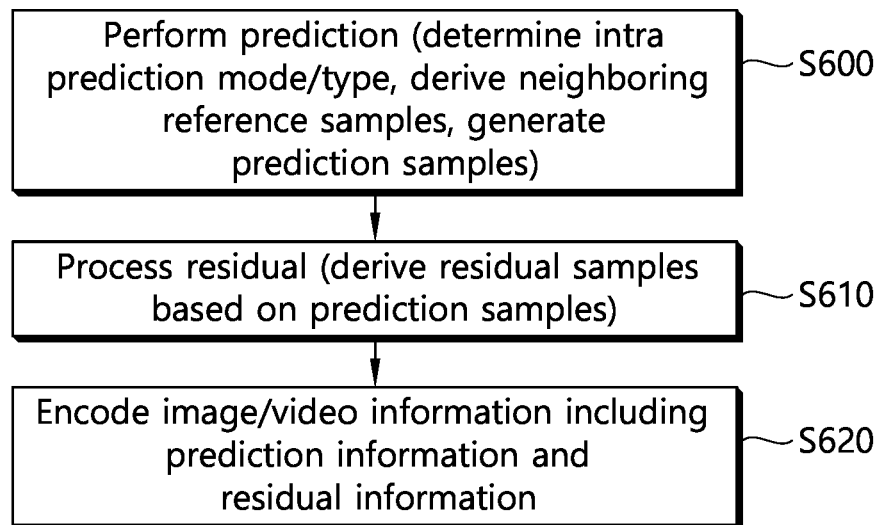 Perform prediction (determine intra
prediction mode/type, derive neighboring
reference samples, generate
prediction samples)
S600
Process residual (derive residual samples
based on prediction samples)
S610
Encode image/video information including
prediction information and
residual information
S620